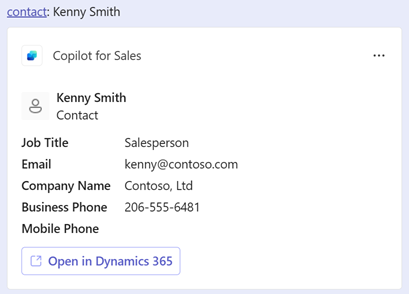 contact: Kenny Smith
Copilot for Sales
Kenny Smith
Contact
Job Title Salesperson
Email kenny@contoso.com
Company Name Contoso, Ltd
Business Phone 206-555-6481
Mobile Phone
Open in Dynamics 365